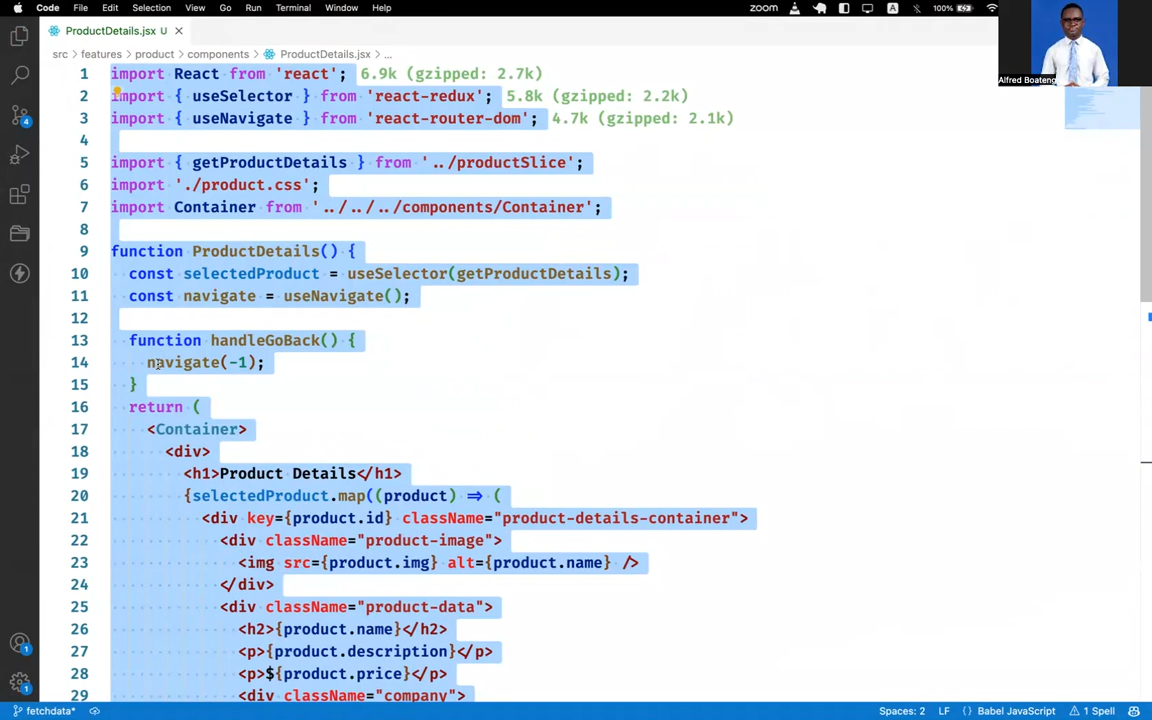 Code File Edit Selection View Go Run Terminal Window Help zoom A 100%
ProductDetails.jsx U
src > features > product > components > ProductDetails.jsx > ...
Alfred Boateng
1 import React from 'react'; 6.9k (gzipped: 2.7k)
2 import { useSelector } from 'react-redux'; 5.8k (gzipped: 2.2k)
3 import { useNavigate } from 'react-router-dom'; 4.7k (gzipped: 2.1k)
4
5 import { getProductDetails } from '../productSlice';
6 import './product.css';
7 import Container from '../../../components/Container';
8
9 function ProductDetails() {
10 const selectedProduct = useSelector(getProductDetails);
11 const navigate = useNavigate();
12
13 function handleGoBack() {
14 navigate(-1);
15 }
16 return (
17 <Container>
18 <div>
19 <h1>Product Details</h1>
20 {selectedProduct.map((product) => (
21 <div key={product.id} className="product-details-container">
22 <div className="product-image">
23 <img src={product.img} alt={product.name} />
24 </div>
25 <div className="product-data">
26 <h2>{product.name}</h2>
27 <p>{product.description}</p>
28 <p>${product.price}</p>
29 <div className="company">
4
1
1
fetchdata* Spaces: 2 LF {} Babel JavaScript 1 Spell